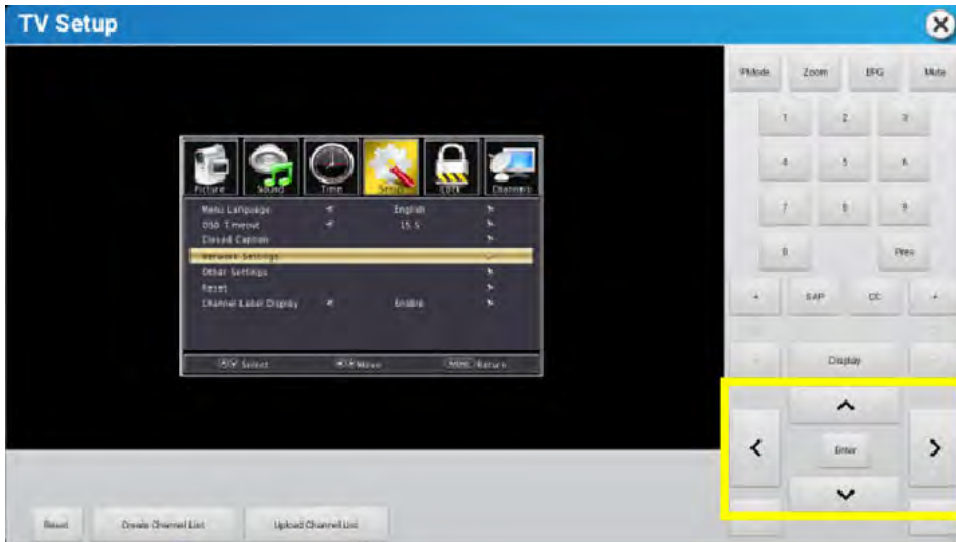 TV Setup
PMode Zoom EPG Mute
1 2 3
4 5 6
7 8 9
0 Prev
+ SAP CC +
- Display -
Picture Sound Time Setup Channels
Menu Language English
OSD Timeout 15 S
Closed Caption
Network Settings
Other Settings
Reset
Channel Label Display Enable
Select Move Menu Return
Enter
Reset Create Channel List Upload Channel List